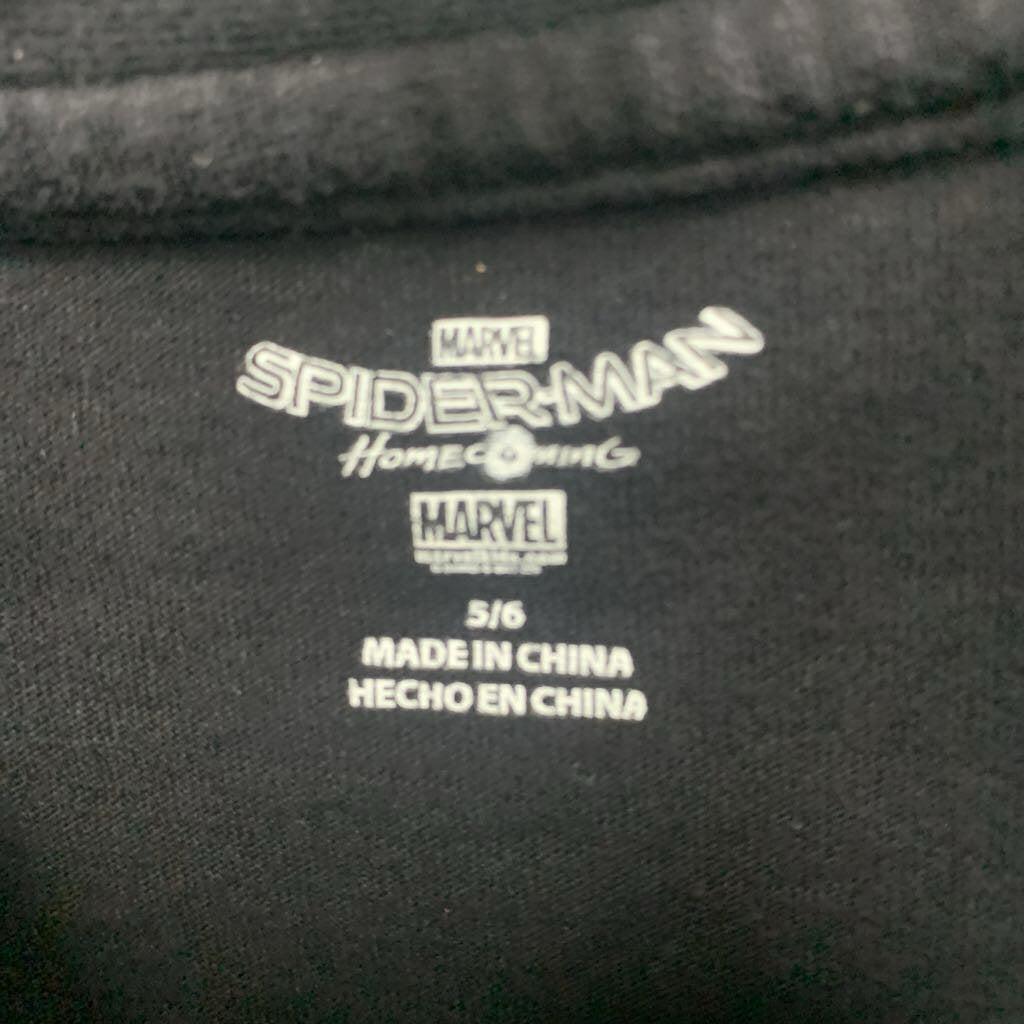 MARVEL
SPIDER-MAN
HOMECOMING
MARVEL
5/6
MADE IN CHINA
HECHO EN CHINA